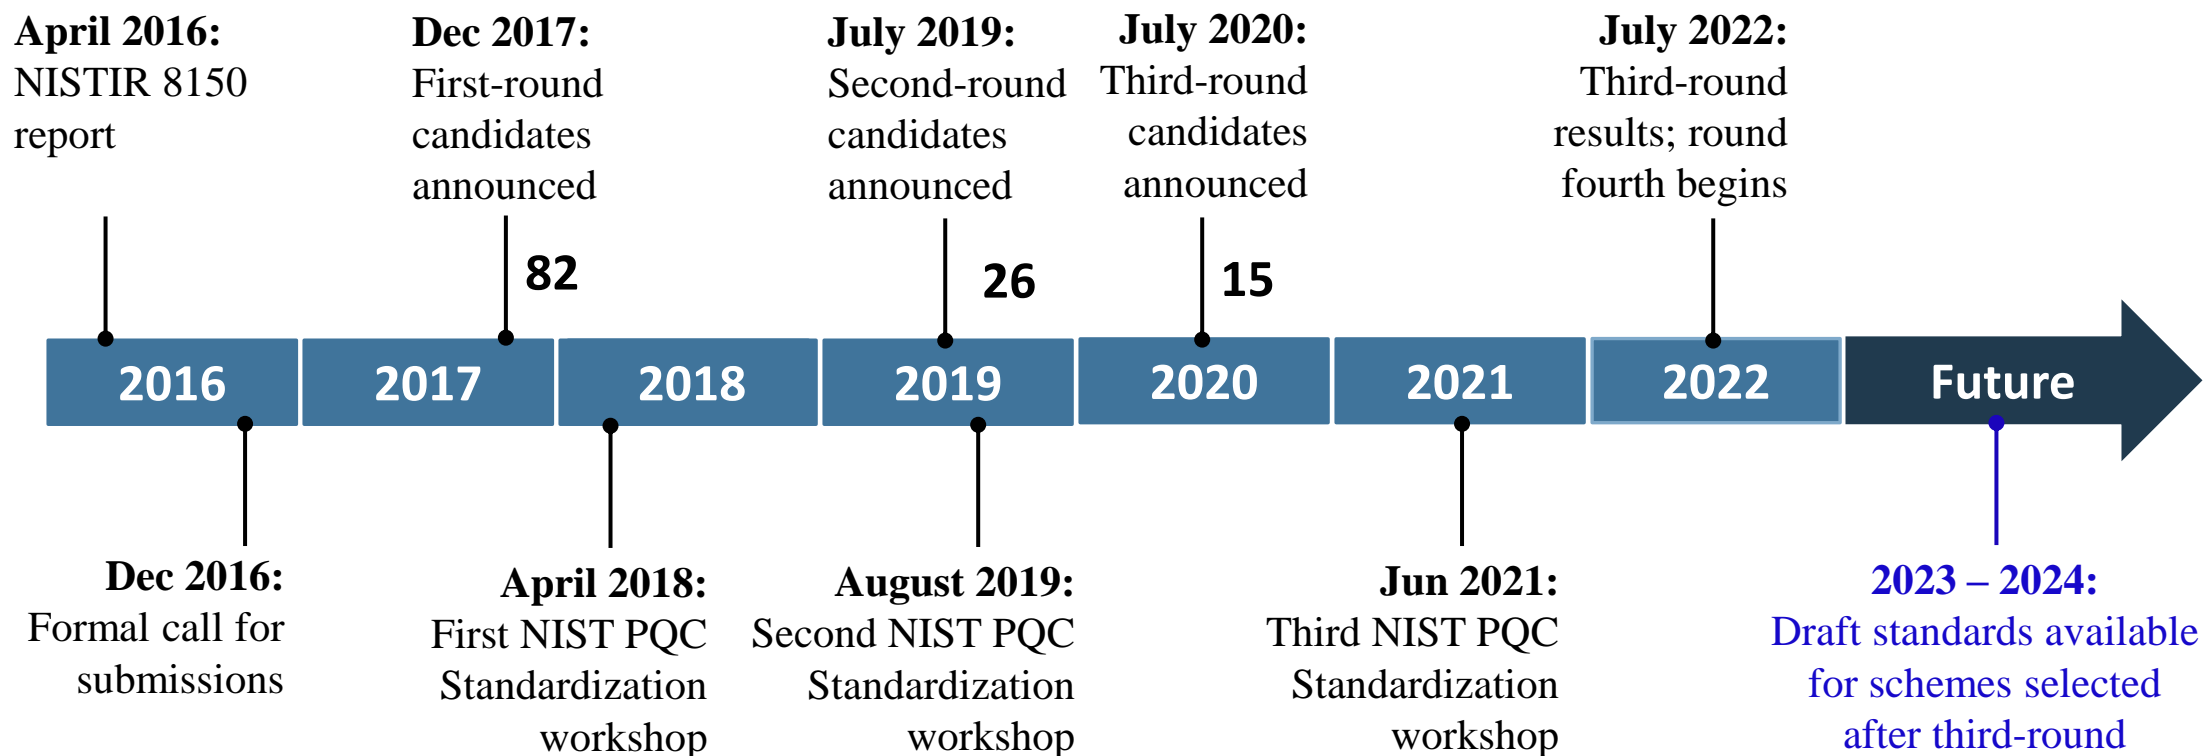 April 2016:
NISTIR 8150
report
Dec 2017:
First-round
candidates
announced
July 2019:
Second-round
candidates
announced
July 2020:
Third-round
candidates
announced
July 2022:
Third-round
results; round
fourth begins
82
26
15
2016
2017
2018
2019
2020
2021
2022
Future
Dec 2016:
Formal call for
submissions
April 2018:
First NIST PQC
Standardization
workshop
August 2019:
Second NIST PQC
Standardization
workshop
Jun 2021:
Third NIST PQC
Standardization
workshop
2023 – 2024:
Draft standards available
for schemes selected
after third-round